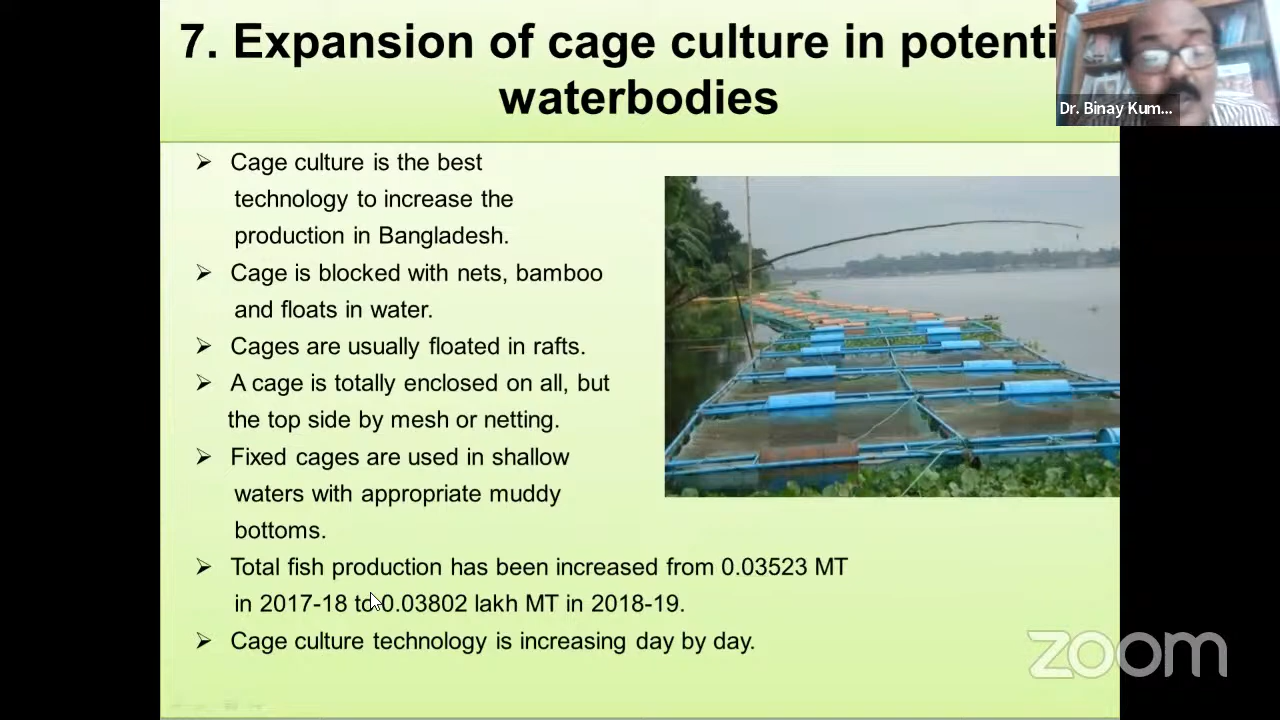 7. Expansion of cage culture in potenti
waterbodies
Dr. Binay Kum...
➢ Cage culture is the best
technology to increase the
production in Bangladesh.
➢ Cage is blocked with nets, bamboo
and floats in water.
➢ Cages are usually floated in rafts.
➢ A cage is totally enclosed on all, but
the top side by mesh or netting.
➢ Fixed cages are used in shallow
waters with appropriate muddy
bottoms.
➢ Total fish production has been increased from 0.03523 MT
in 2017-18 to 0.03802 lakh MT in 2018-19.
➢ Cage culture technology is increasing day by day.
zoom